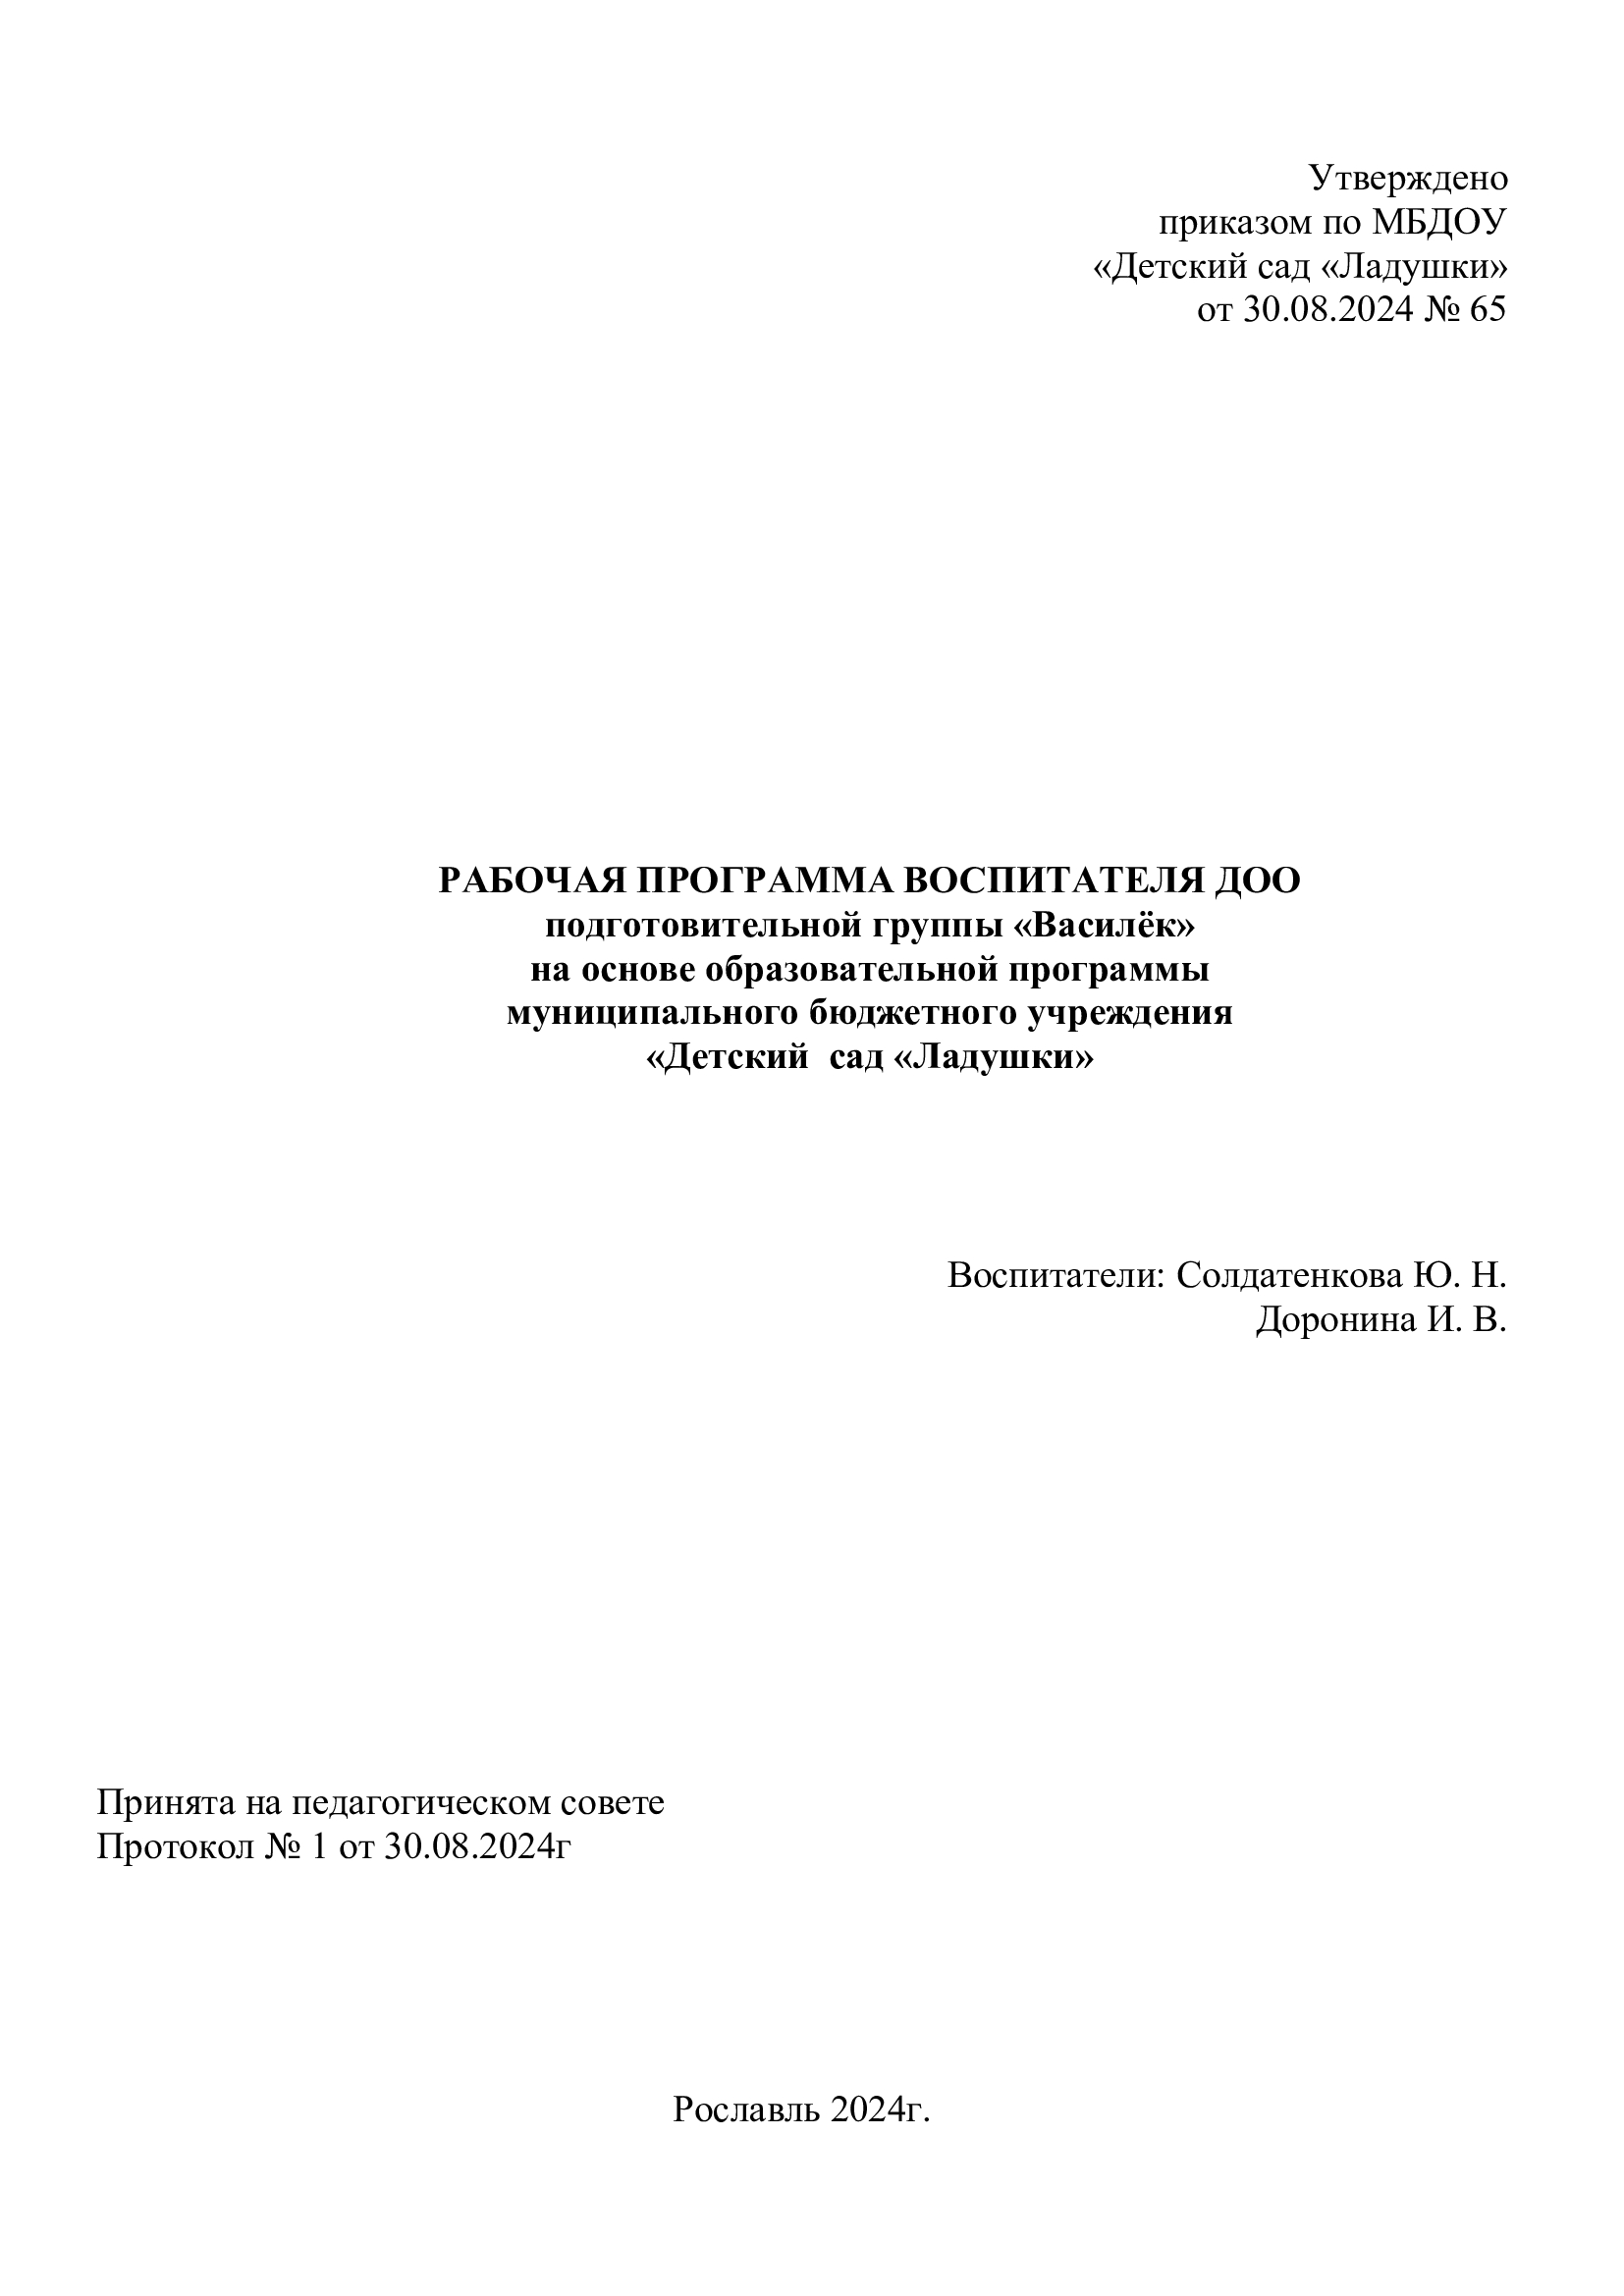 Утверждено
приказом по МБДОУ
«Детский сад «Ладушки»
от 30.08.2024 № 65
РАБОЧАЯ ПРОГРАММА ВОСПИТАТЕЛЯ ДОО
подготовительной группы «Василёк»
на основе образовательной программы
муниципального бюджетного учреждения
«Детский  сад «Ладушки»
Воспитатели: Солдатенкова Ю. Н.
Доронина И. В.
Принята на педагогическом совете
Протокол № 1 от 30.08.2024г
Рославль 2024г.